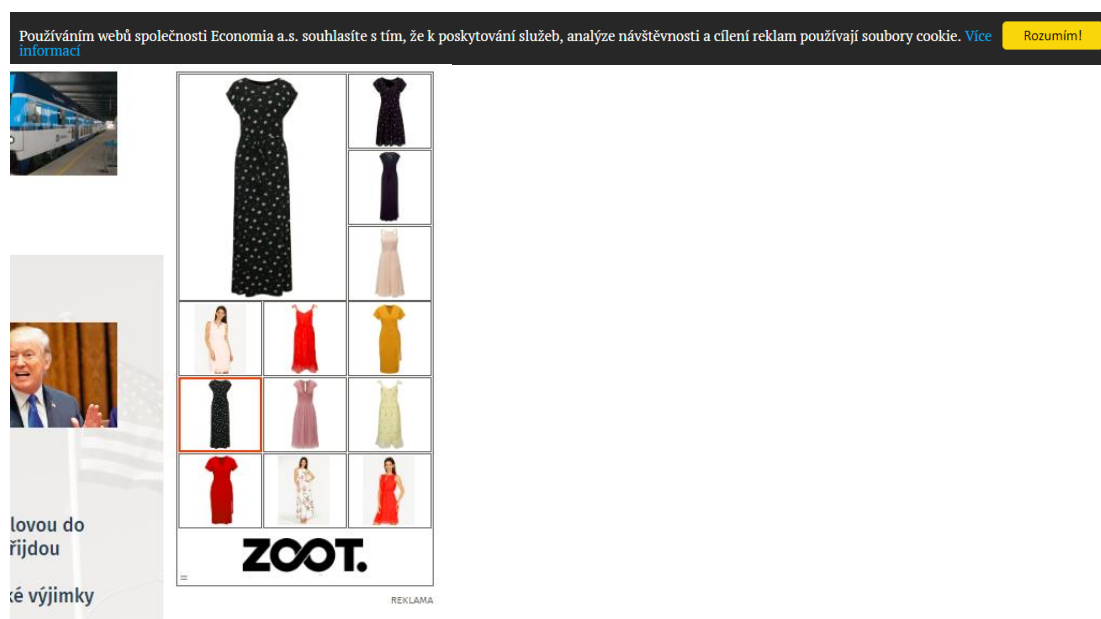 Používáním webů společnosti Economia a.s. souhlasíte s tím, že k poskytování služeb, analýze návštěvnosti a cílení reklam používají soubory cookie. Více
informací
Rozumím!
lovou do
řijdou
ké výjimky
ZOOT.
REKLAMA